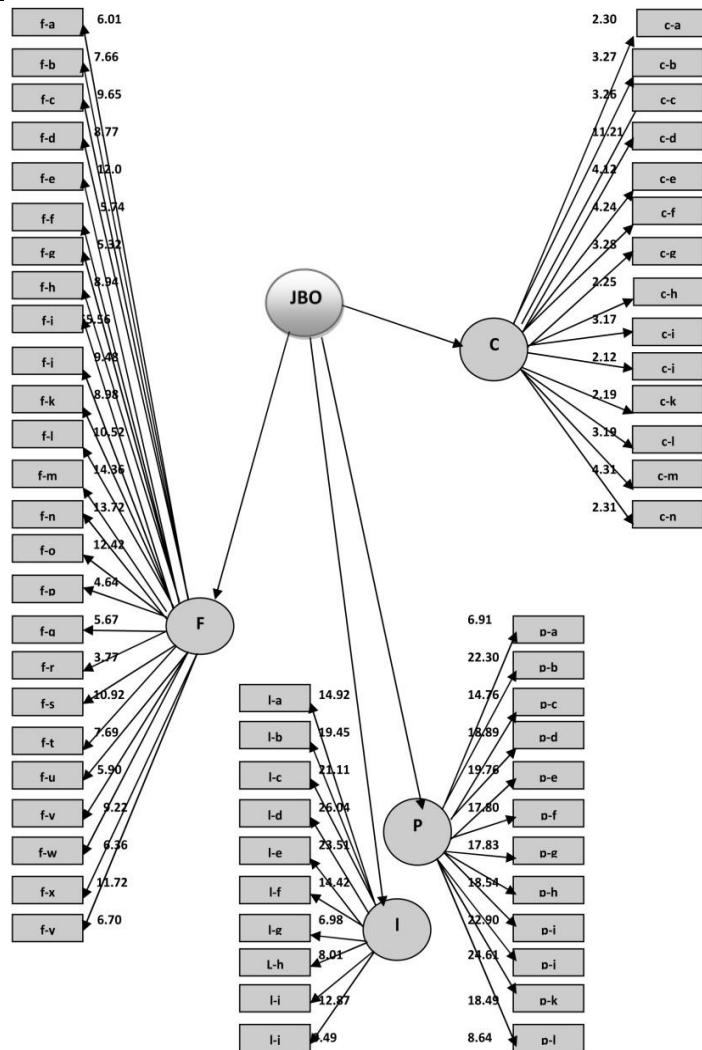 f-a 6.01
f-b 7.66
f-c 9.65
f-d 8.77
f-e 12.0
f-f 5.74
f-g 5.32
f-h 8.94
f-i
f-j 9.48
f-k 8.98
f-l 10.52
f-m 14.36
f-n 13.72
f-o 12.42
f-p 4.64
f-q 5.67
f-r 3.77
f-s 10.92
f-t 7.69
f-u 5.90
f-v 9.22
f-w 6.36
f-x 11.72
f-y 6.70
JBO
F
C
2.30 c-a
3.27 c-b
3.26 c-c
11.21 c-d
4.12 c-e
4.24 c-f
3.28 c-g
2.25 c-h
3.17 c-i
2.12 c-j
2.19 c-k
3.19 c-l
4.31 c-m
2.31 c-n
l-a 14.92
l-b 19.45
l-c 21.11
l-d 26.04
l-e 23.51
l-f 14.42
l-g 6.98
L-h 8.01
l-i 12.87
l-j
I
P
6.91 p-a
22.30 p-b
14.76 p-c
18.89 p-d
19.76 p-e
17.80 p-f
17.83 p-g
18.54 p-h
22.90 p-i
24.61 p-j
18.49 p-k
8.64 p-l